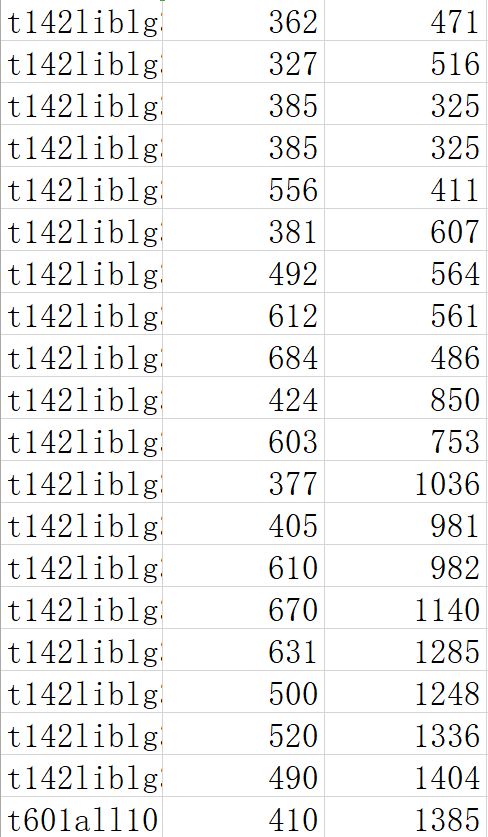 t142liblg 362 471
t142liblg 327 516
t142liblg 385 325
t142liblg 385 325
t142liblg 556 411
t142liblg 381 607
t142liblg 492 564
t142liblg 612 561
t142liblg 684 486
t142liblg 424 850
t142liblg 603 753
t142liblg 377 1036
t142liblg 405 981
t142liblg 610 982
t142liblg 670 1140
t142liblg 631 1285
t142liblg 500 1248
t142liblg 520 1336
t142liblg 490 1404
t601all10 410 1385